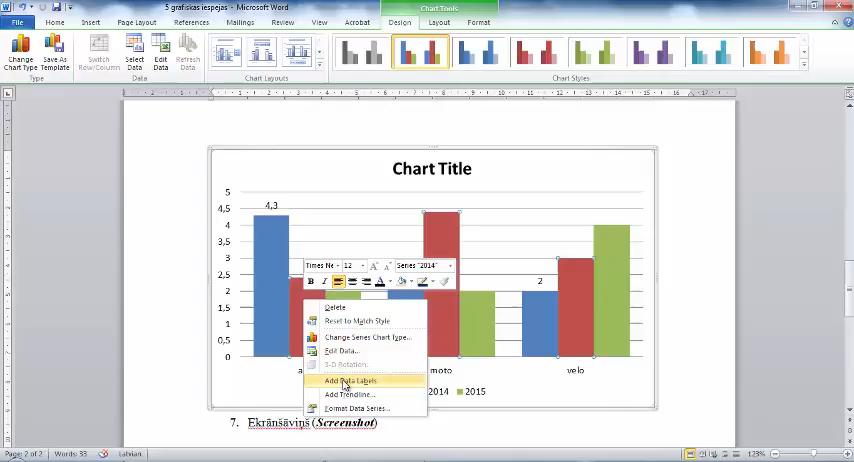 5 grafiskas iespejas - Microsoft Word
Chart Tools
File Home Insert Page Layout References Mailings Review View Acrobat Design Layout Format
Change Chart Type
Save As Template
Switch Row/Column
Select Data
Edit Data
Refresh Data
Type
Data
Chart Layouts
Chart Styles
Chart Title
5
4,5
4
3,5
3
2,5
2
1,5
1
0,5
0
4,3
2
moto
velo
2014
2015
Times Ne
12
Series "2014"
Delete
Reset to Match Style
Change Series Chart Type...
Edit Data...
3-D Rotation...
Add Data Labels
Add Trendline...
Format Data Series...
7. Ekrānšāviņš (Screenshot)
Page: 2 of 2
Words: 33
Latvian
123%